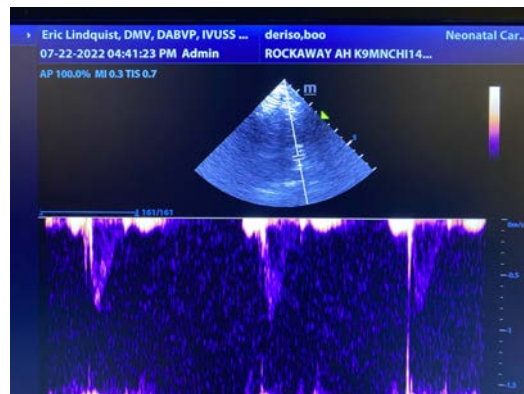 Eric Lindquist, DMV, DABVP, IVUSS ...
deriso,boo
Neonatal Car..
07-22-2022 04:41:23 PM Admin
ROCKAWAY AH K9MNCHI14...
AP 100.0% MI 0.3 TIS 0.7
m
161/161
-0.5
-1
-1.5